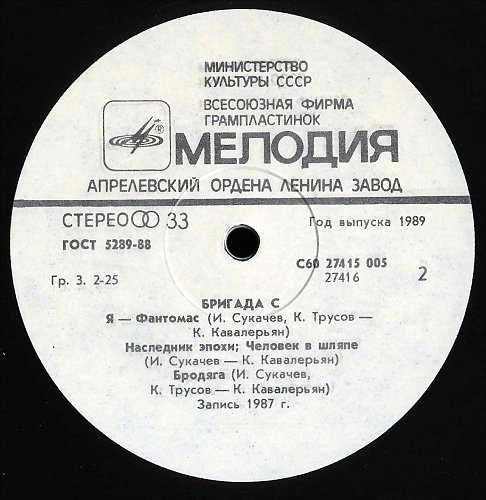 МИНИСТЕРСТВО
КУЛЬТУРЫ СССР
ВСЕСОЮЗНАЯ ФИРМА
ГРАМПЛАСТИНОК
®
МЕЛОДИЯ
АПРЕЛЕВСКИЙ ОРДЕНА ЛЕНИНА ЗАВОД
СТЕРЕО 33
Год выпуска 1989
ГОСТ 5289-88
Гр. 3. 2-25
С60 27415 005
27416
2
БРИГАДА С
Я — Фантомас (И. Сукачев, К. Трусов —
К. Кавалерьян)
Наследник эпохи; Человек в шляпе
(И. Сукачев — К. Кавалерьян)
Бродяга (И. Сукачев,
К. Трусов — К. Кавалерьян)
Запись 1987 г.